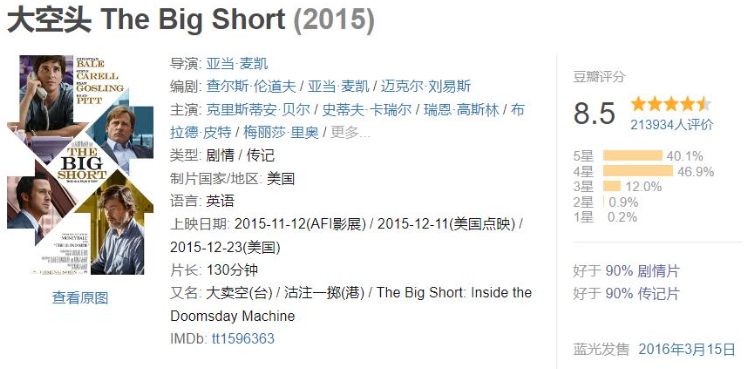 大空头 The Big Short (2015)
CHRISTIAN
BALE
STEVE
CARELL
RYAN
GOSLING
BRAD
PITT
THE
BIG
SHORT
查看原图
导演: 亚当·麦凯
编剧: 查尔斯·伦道夫 / 亚当·麦凯 / 迈克尔·刘易斯
主演: 克里斯蒂安·贝尔 / 史蒂夫·卡瑞尔 / 瑞恩·高斯林 / 布
拉德·皮特 / 梅丽莎·里奥 / 更多...
类型: 剧情 / 传记
制片国家/地区: 美国
语言: 英语
上映日期: 2015-11-12(AFI影展) / 2015-12-11(美国点映) /
2015-12-23(美国)
片长: 130分钟
又名: 大卖空(台) / 沽注一掷(港) / The Big Short: Inside the
Doomsday Machine
IMDb: tt1596363
豆瓣评分
8.5
213934人评价
5星 40.1%
4星 46.9%
3星 12.0%
2星 0.9%
1星 0.2%
好于 90% 剧情片
好于 90% 传记片
蓝光发售 2016年3月15日